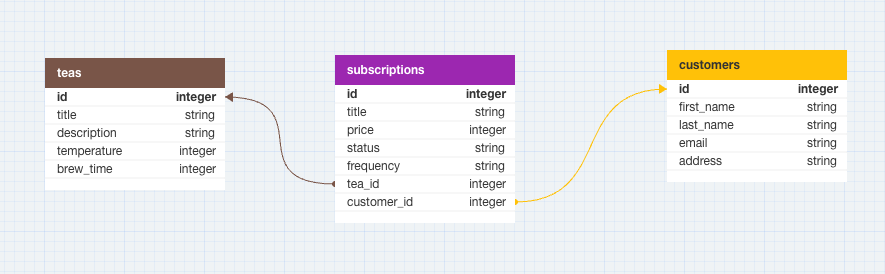 teas
id integer
title string
description string
temperature integer
brew_time integer
subscriptions
id integer
title string
price integer
status string
frequency string
tea_id integer
customer_id integer
customers
id integer
first_name string
last_name string
email string
address string